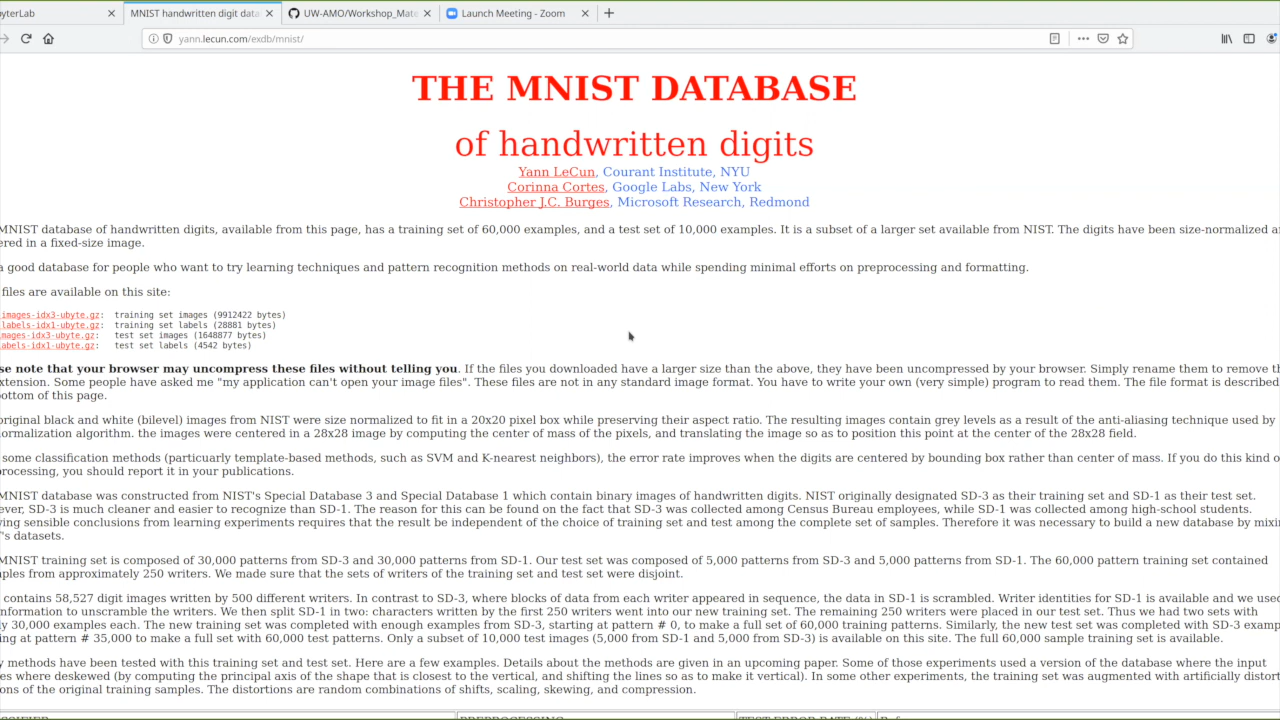 yterLab
MNIST handwritten digit data
UW-AMO/Workshop_Mate
Launch Meeting - Zoom
yann.lecun.com/exdb/mnist/
THE MNIST DATABASE
of handwritten digits
Yann LeCun, Courant Institute, NYU
Corinna Cortes, Google Labs, New York
Christopher J.C. Burges, Microsoft Research, Redmond
MNIST database of handwritten digits, available from this page, has a training set of 60,000 examples, and a test set of 10,000 examples. It is a subset of a larger set available from NIST. The digits have been size-normalized a
ered in a fixed-size image.
a good database for people who want to try learning techniques and pattern recognition methods on real-world data while spending minimal efforts on preprocessing and formatting.
files are available on this site:
images-idx3-ubyte.gz: training set images (9912422 bytes)
labels-idx1-ubyte.gz: training set labels (28881 bytes)
mages-idx3-ubyte.gz: test set images (1648877 bytes)
abels-idx1-ubyte.gz: test set labels (4542 bytes)
se note that your browser may uncompress these files without telling you. If the files you downloaded have a larger size than the above, they have been uncompressed by your browser. Simply rename them to remove th
xtension. Some people have asked me "my application can't open your image files". These files are not in any standard image format. You have to write your own (very simple) program to read them. The file format is described
ottom of this page.
original black and white (bilevel) images from NIST were size normalized to fit in a 20x20 pixel box while preserving their aspect ratio. The resulting images contain grey levels as a result of the anti-aliasing technique used by
ormalization algorithm. the images were centered in a 28x28 image by computing the center of mass of the pixels, and translating the image so as to position this point at the center of the 28x28 field.
some classification methods (particuarly template-based methods, such as SVM and K-nearest neighbors), the error rate improves when the digits are centered by bounding box rather than center of mass. If you do this kind o
rocessing, you should report it in your publications.
MNIST database was constructed from NIST's Special Database 3 and Special Database 1 which contain binary images of handwritten digits. NIST originally designated SD-3 as their training set and SD-1 as their test set.
ever, SD-3 is much cleaner and easier to recognize than SD-1. The reason for this can be found on the fact that SD-3 was collected among Census Bureau employees, while SD-1 was collected among high-school students.
ing sensible conclusions from learning experiments requires that the result be independent of the choice of training set and test among the complete set of samples. Therefore it was necessary to build a new database by mixi
's datasets.
MNIST training set is composed of 30,000 patterns from SD-3 and 30,000 patterns from SD-1. Our test set was composed of 5,000 patterns from SD-3 and 5,000 patterns from SD-1. The 60,000 pattern training set contained
ples from approximately 250 writers. We made sure that the sets of writers of the training set and test set were disjoint.
contains 58,527 digit images written by 500 different writers. In contrast to SD-3, where blocks of data from each writer appeared in sequence, the data in SD-1 is scrambled. Writer identities for SD-1 is available and we used
nformation to unscramble the writers. We then split SD-1 in two: characters written by the first 250 writers went into our new training set. The remaining 250 writers were placed in our test set. Thus we had two sets with
ly 30,000 examples each. The new training set was completed with enough examples from SD-3, starting at pattern # 0, to make a full set of 60,000 training patterns. Similarly, the new test set was completed with SD-3 examp
ing at pattern # 35,000 to make a full set with 60,000 test patterns. Only a subset of 10,000 test images (5,000 from SD-1 and 5,000 from SD-3) is available on this site. The full 60,000 sample training set is available.
y methods have been tested with this training set and test set. Here are a few examples. Details about the methods are given in an upcoming paper. Some of those experiments used a version of the database where the input
es where deskewed (by computing the principal axis of the shape that is closest to the vertical, and shifting the lines so as to make it vertical). In some other experiments, the training set was augmented with artificially distort
ons of the original training samples. The distortions are random combinations of shifts, scaling, skewing, and compression.